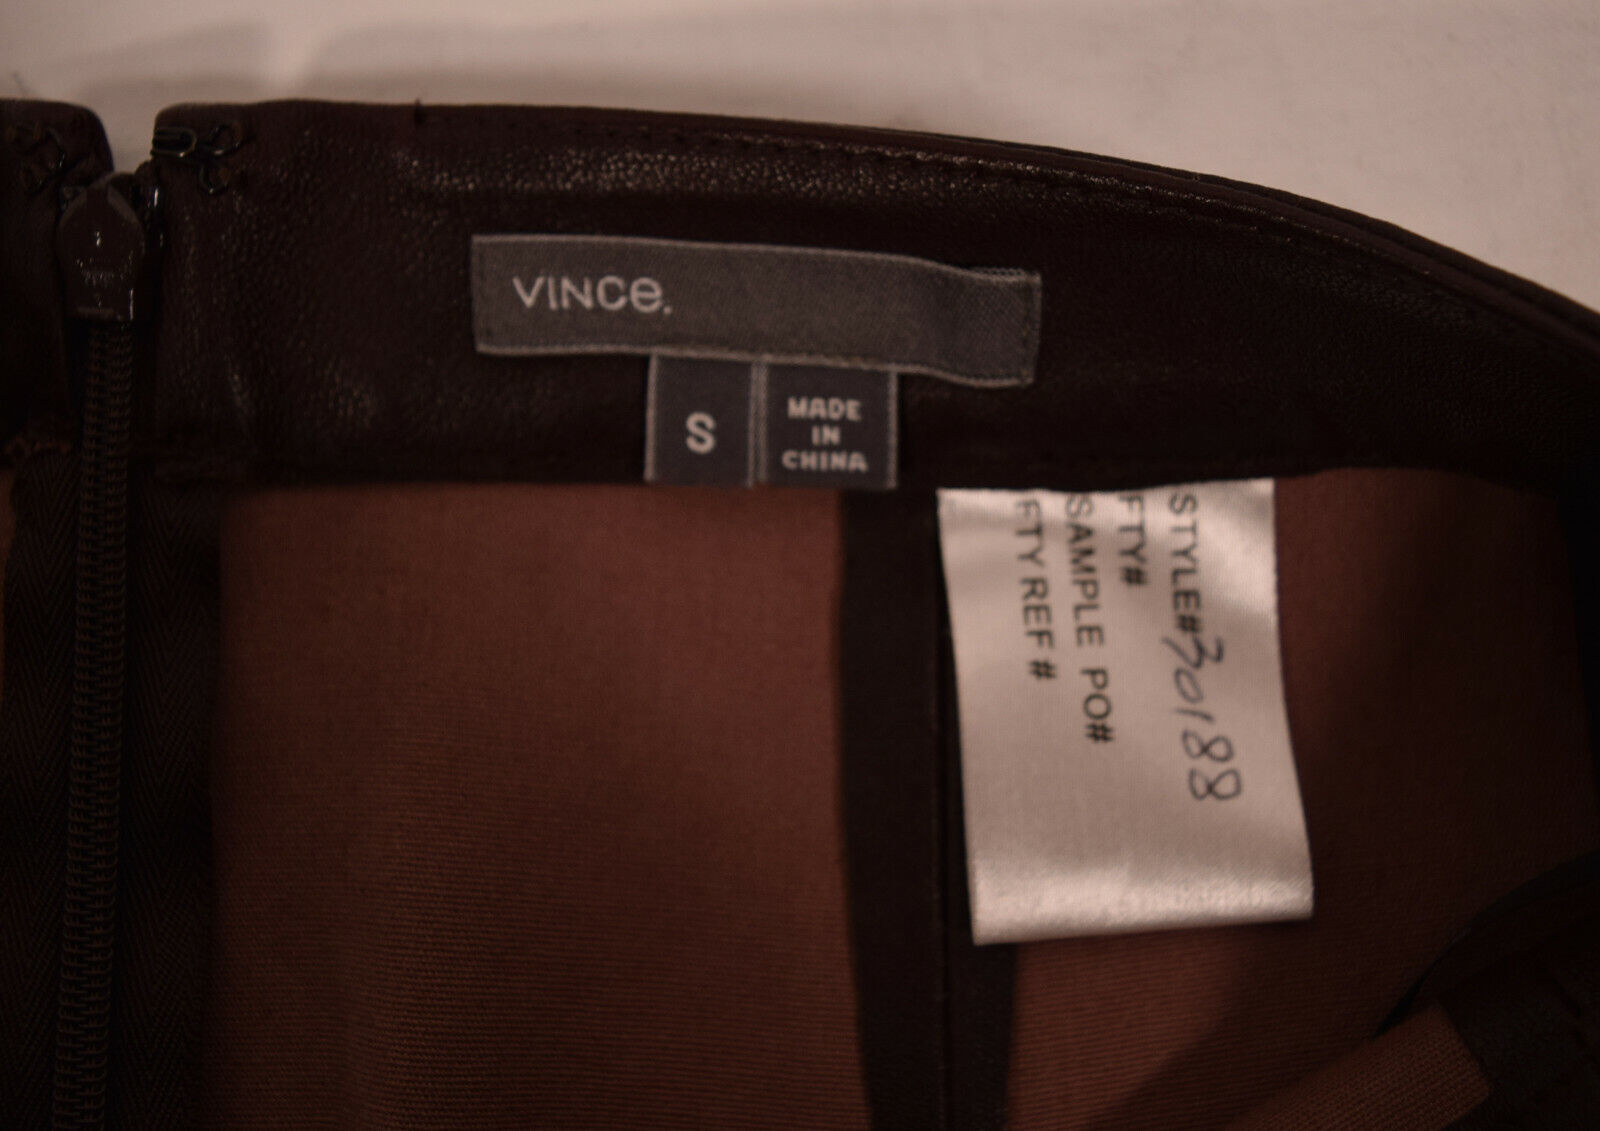 VINCe.
S
MADE
IN
CHINA
STYLE# 30188
FTY#
SAMPLE PO#
FTY REF #